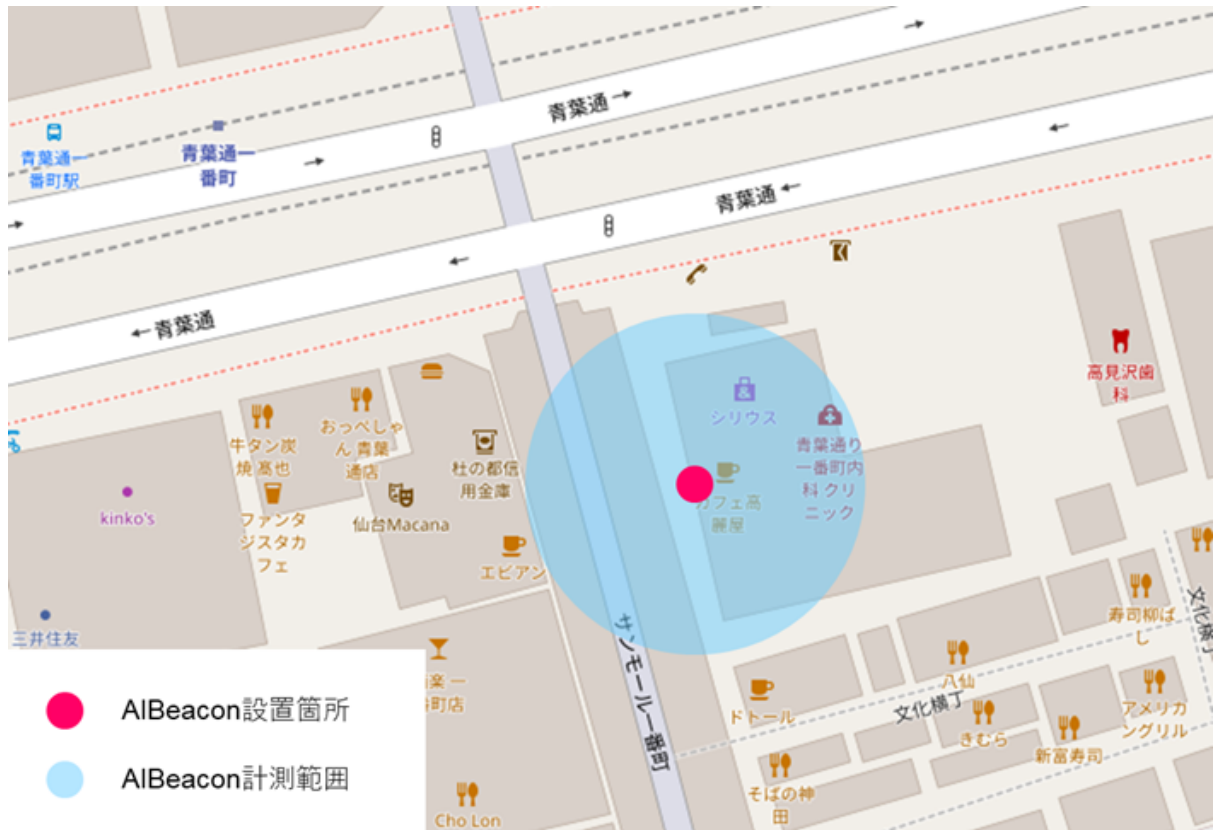 青葉通→
青葉通一
番町駅
青葉通一
番町
青葉通←
←青葉通
高見沢歯
科
シリウス
牛タン炭
焼 髙也
おっぺしゃ
ん 青葉
通店
杜の都信
用金庫
青葉通り
一番町内
科 クリ
ニック
カフェ高
麗屋
kinko's
ファンタ
ジスタカ
フェ
仙台Macana
エビアン
三井住友
サンモール一番町
寿司柳ば
し
文化横丁
楽 一
番町店
八仙
ドトール
文化横丁
きむら
新富寿司
アメリカ
ングリル
そばの神
田
Cho Lon
AIBeacon設置箇所
AIBeacon計測範囲